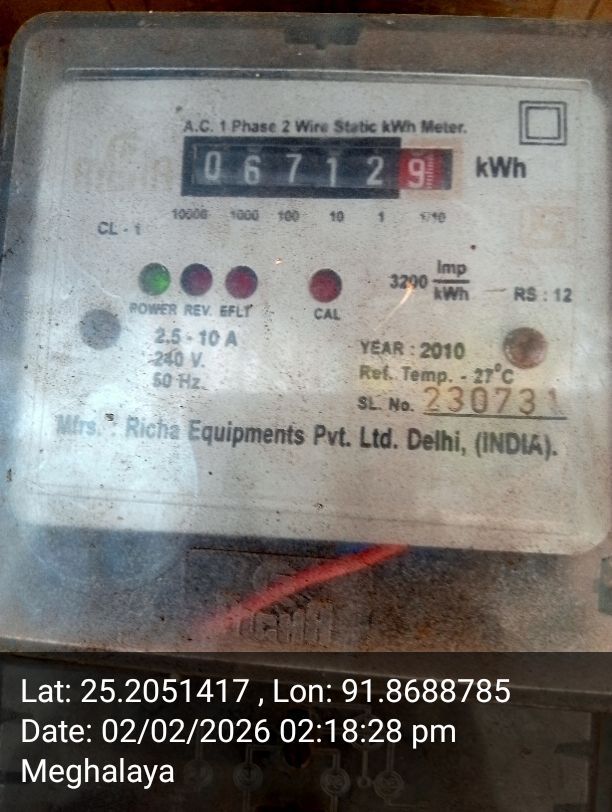 A.C. 1 Phase 2 Wire Static kWh Meter.
0 6 7 1 2 9 kWh
10000 1000 100 10 1 1/10
CL - 1
3200 Imp/kWh
RS : 12
POWER REV. EFLT CAL
2.5 - 10 A
240 V.
50 Hz.
YEAR : 2010
Ref. Temp. - 27°C
SL. No. 230731
Mfrs. : Richa Equipments Pvt. Ltd. Delhi, (INDIA).
Lat: 25.2051417 , Lon: 91.8688785
Date: 02/02/2026 02:18:28 pm
Meghalaya